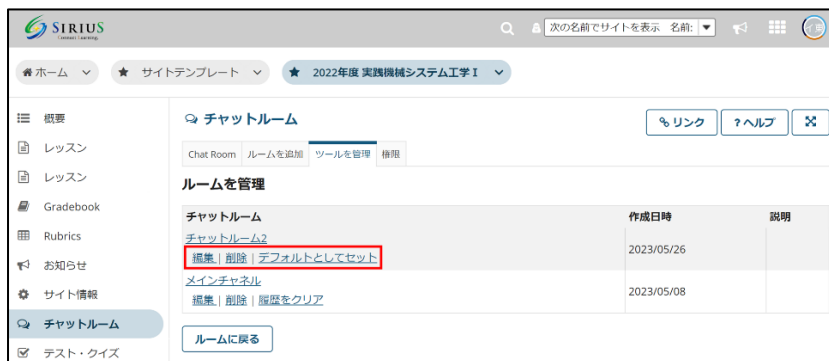 SIRIUS
Connect Learning.
次の名前でサイトを表示 名前:
ホーム
サイトテンプレート
2022年度 実践機械システム工学 I
概要
レッスン
レッスン
Gradebook
Rubrics
お知らせ
サイト情報
チャットルーム
テスト・クイズ
チャットルーム
リンク
? ヘルプ
Chat Room ルームを追加 ツールを管理 権限
ルームを管理
チャットルーム 作成日時 説明
チャットルーム2
編集 | 削除 | デフォルトとしてセット
2023/05/26
メインチャネル
編集 | 削除 | 履歴をクリア
2023/05/08
ルームに戻る